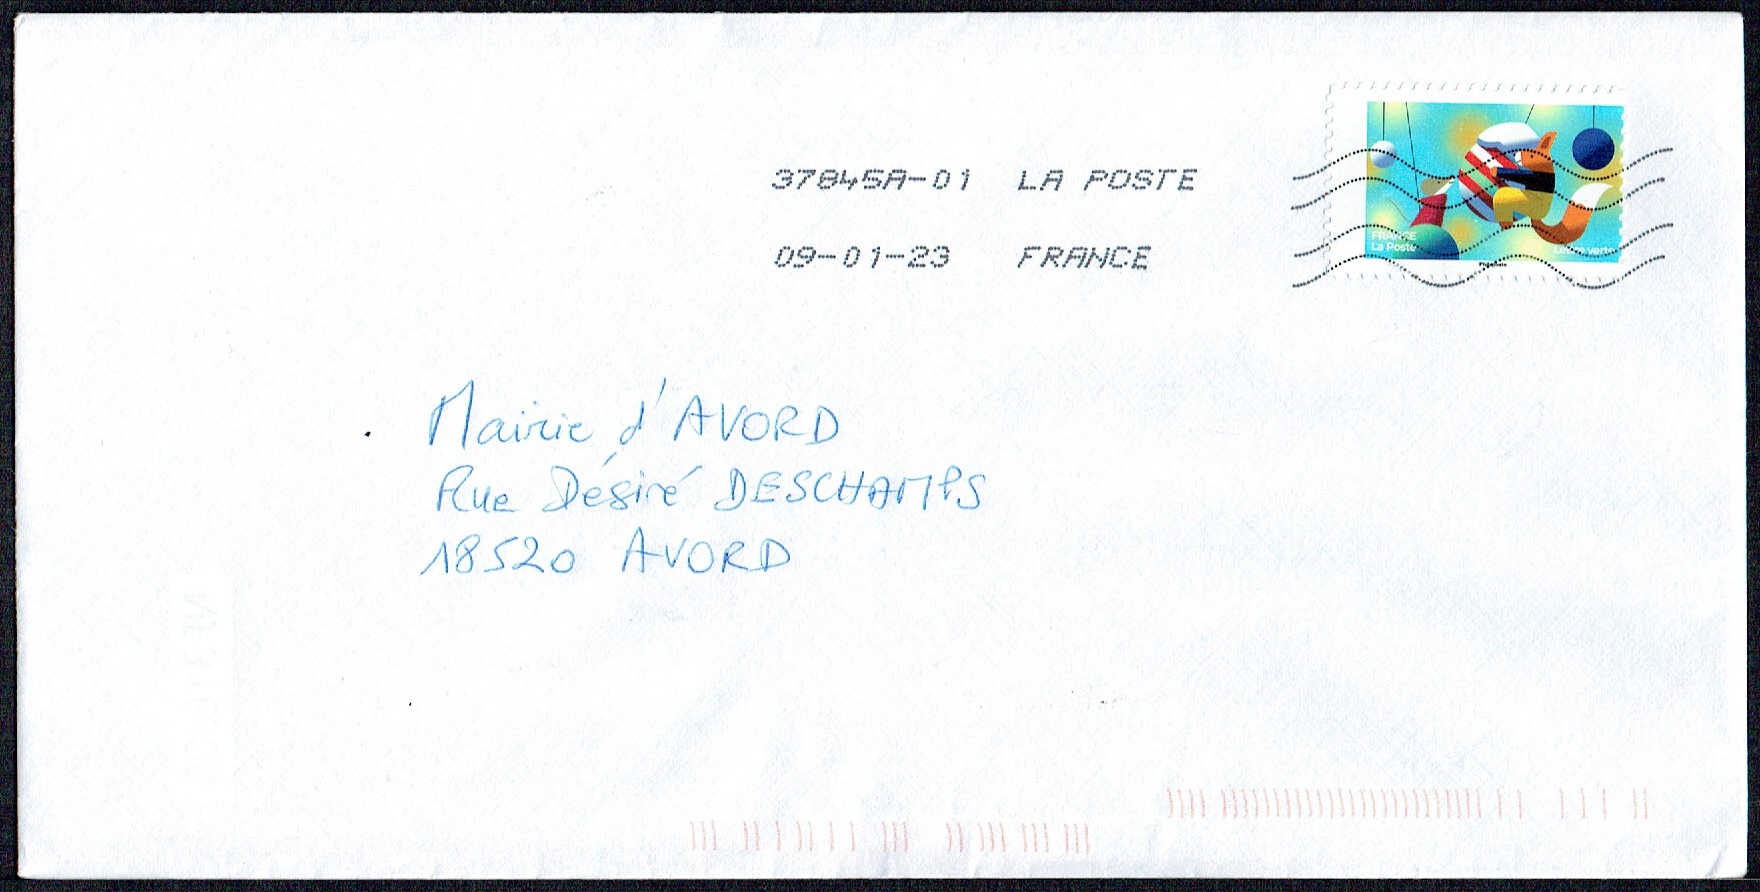 37845A-01 LA POSTE
09-01-23 FRANCE
FRANCE
La Poste
Lettre verte
Mairie d'AVORD
Rue Désiré DESCHAMPS
18520 AVORD